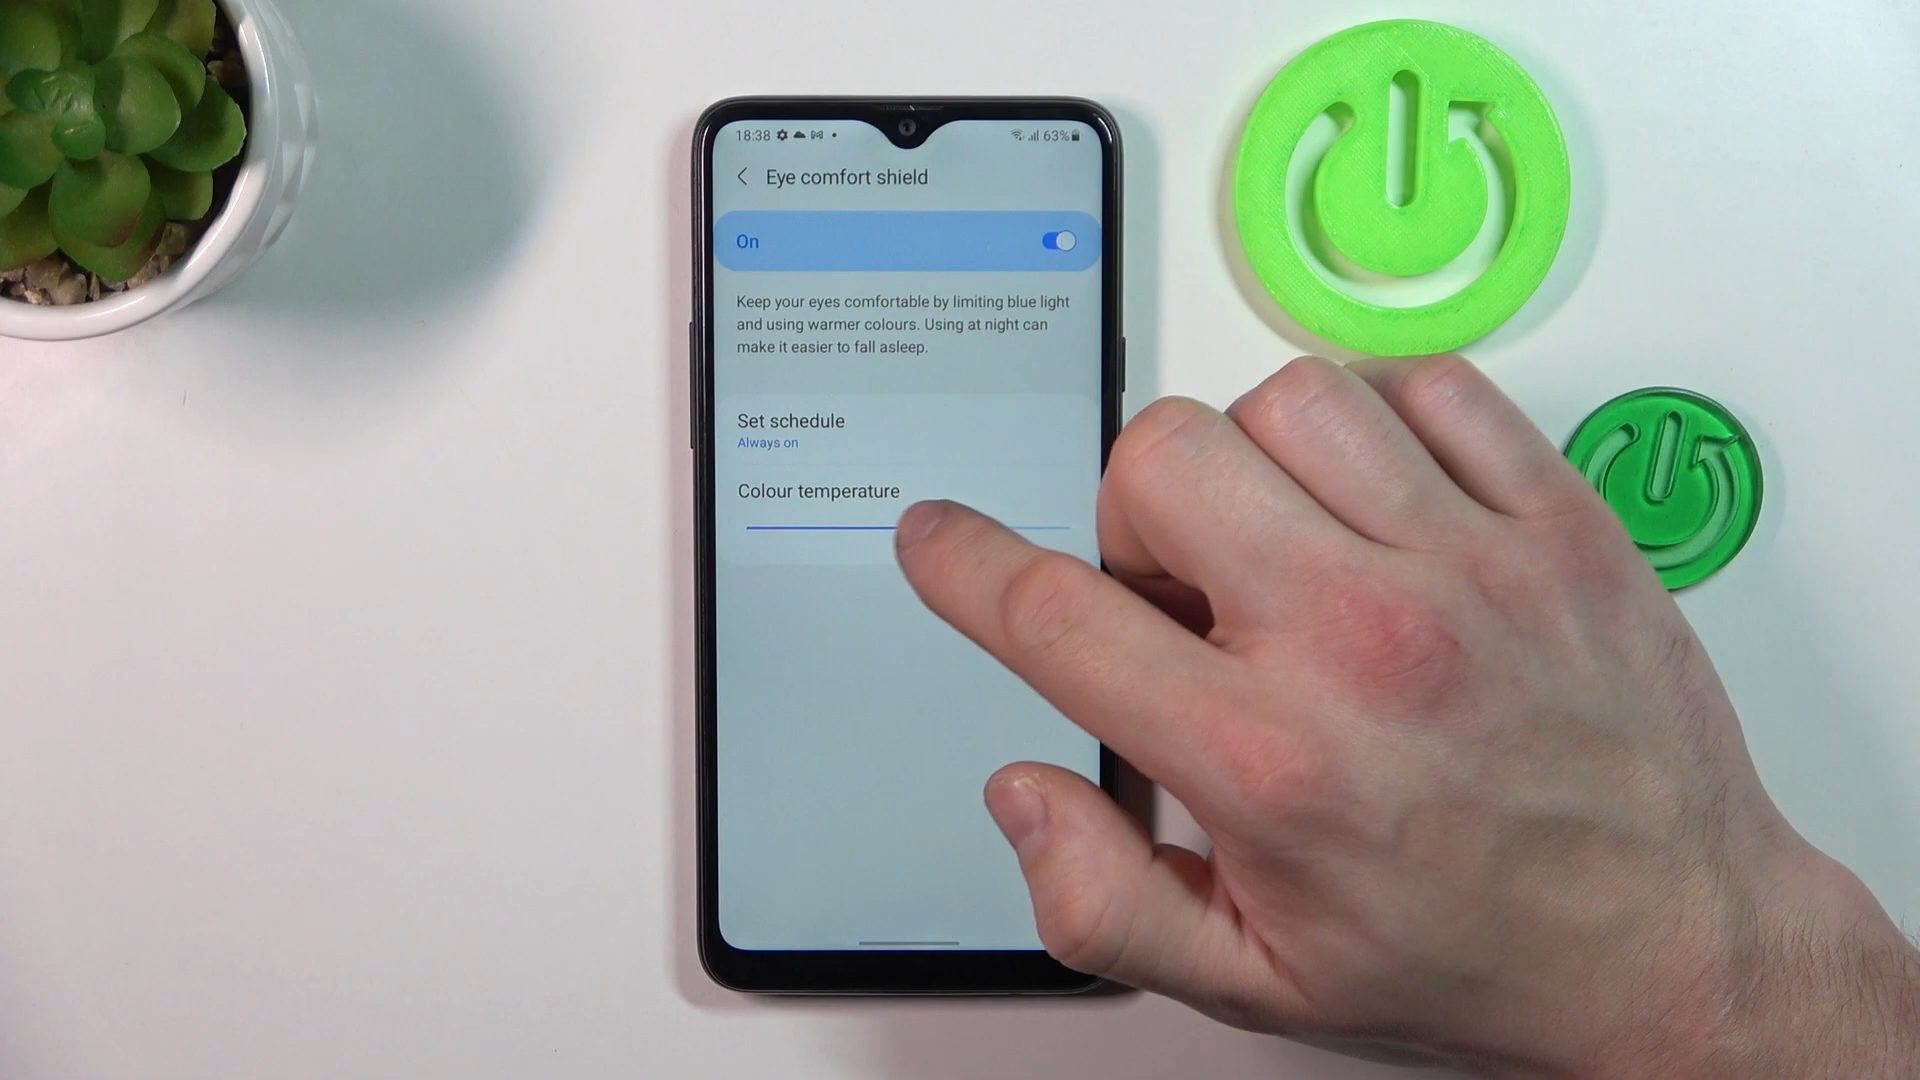 18:38
63%
Eye comfort shield
On
Keep your eyes comfortable by limiting blue light
and using warmer colours. Using at night can
make it easier to fall asleep.
Set schedule
Always on
Colour temperature